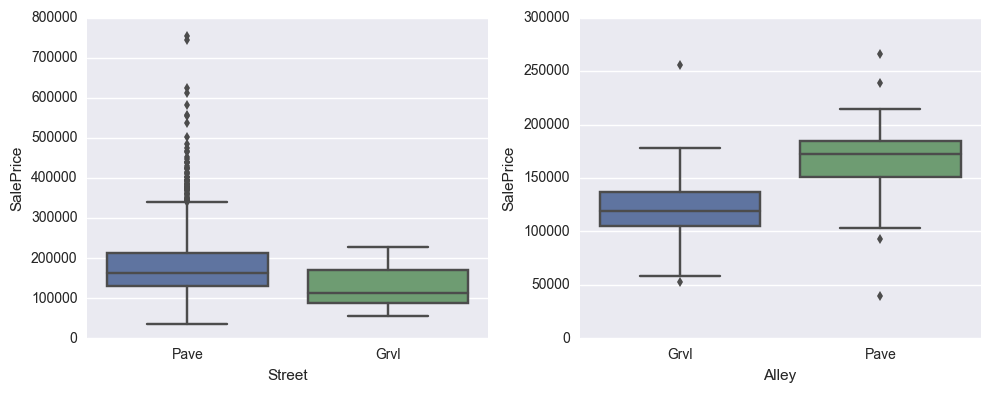 800000
700000
600000
500000
400000
300000
200000
100000
0
SalePrice
Pave Grvl
Street
300000
250000
200000
150000
100000
50000
0
SalePrice
Grvl Pave
Alley